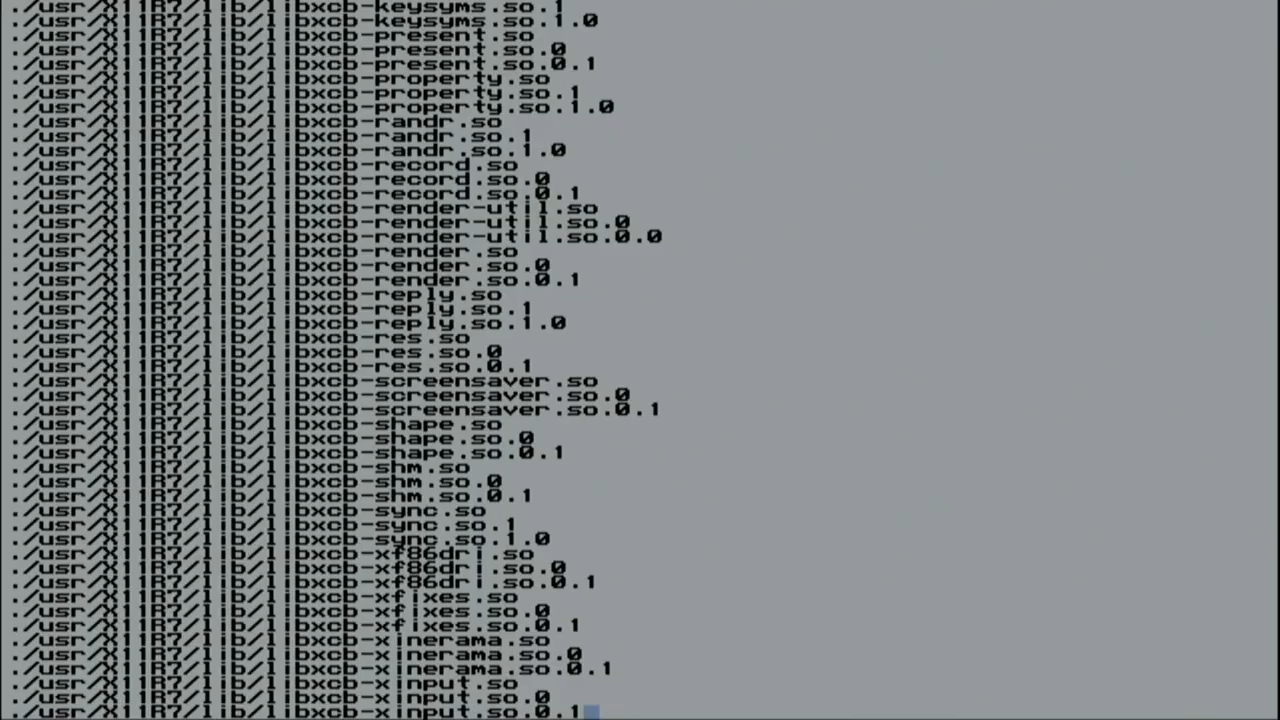 ./usr/X11R7/lib/libxcb-keysyms.so.1
./usr/X11R7/lib/libxcb-keysyms.so.1.0
./usr/X11R7/lib/libxcb-present.so
./usr/X11R7/lib/libxcb-present.so.0
./usr/X11R7/lib/libxcb-present.so.0.1
./usr/X11R7/lib/libxcb-property.so
./usr/X11R7/lib/libxcb-property.so.1
./usr/X11R7/lib/libxcb-property.so.1.0
./usr/X11R7/lib/libxcb-randr.so
./usr/X11R7/lib/libxcb-randr.so.1
./usr/X11R7/lib/libxcb-randr.so.1.0
./usr/X11R7/lib/libxcb-record.so
./usr/X11R7/lib/libxcb-record.so.0
./usr/X11R7/lib/libxcb-record.so.0.1
./usr/X11R7/lib/libxcb-render-util.so
./usr/X11R7/lib/libxcb-render-util.so.0
./usr/X11R7/lib/libxcb-render-util.so.0.0
./usr/X11R7/lib/libxcb-render.so
./usr/X11R7/lib/libxcb-render.so.0
./usr/X11R7/lib/libxcb-render.so.0.1
./usr/X11R7/lib/libxcb-reply.so
./usr/X11R7/lib/libxcb-reply.so.1
./usr/X11R7/lib/libxcb-reply.so.1.0
./usr/X11R7/lib/libxcb-res.so
./usr/X11R7/lib/libxcb-res.so.0
./usr/X11R7/lib/libxcb-res.so.0.1
./usr/X11R7/lib/libxcb-screensaver.so
./usr/X11R7/lib/libxcb-screensaver.so.0
./usr/X11R7/lib/libxcb-screensaver.so.0.1
./usr/X11R7/lib/libxcb-shape.so
./usr/X11R7/lib/libxcb-shape.so.0
./usr/X11R7/lib/libxcb-shape.so.0.1
./usr/X11R7/lib/libxcb-shm.so
./usr/X11R7/lib/libxcb-shm.so.0
./usr/X11R7/lib/libxcb-shm.so.0.1
./usr/X11R7/lib/libxcb-sync.so
./usr/X11R7/lib/libxcb-sync.so.1
./usr/X11R7/lib/libxcb-sync.so.1.0
./usr/X11R7/lib/libxcb-xf86dri.so
./usr/X11R7/lib/libxcb-xf86dri.so.0
./usr/X11R7/lib/libxcb-xf86dri.so.0.1
./usr/X11R7/lib/libxcb-xfixes.so
./usr/X11R7/lib/libxcb-xfixes.so.0
./usr/X11R7/lib/libxcb-xfixes.so.0.1
./usr/X11R7/lib/libxcb-xinerama.so
./usr/X11R7/lib/libxcb-xinerama.so.0
./usr/X11R7/lib/libxcb-xinerama.so.0.1
./usr/X11R7/lib/libxcb-xinput.so
./usr/X11R7/lib/libxcb-xinput.so.0
./usr/X11R7/lib/libxcb-xinput.so.0.1